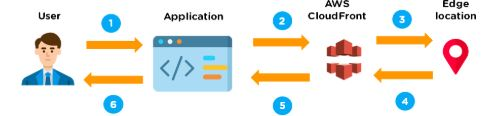 AWS
Edge
User
Application
CloudFront
location
1
2
3
</>
6
5
4